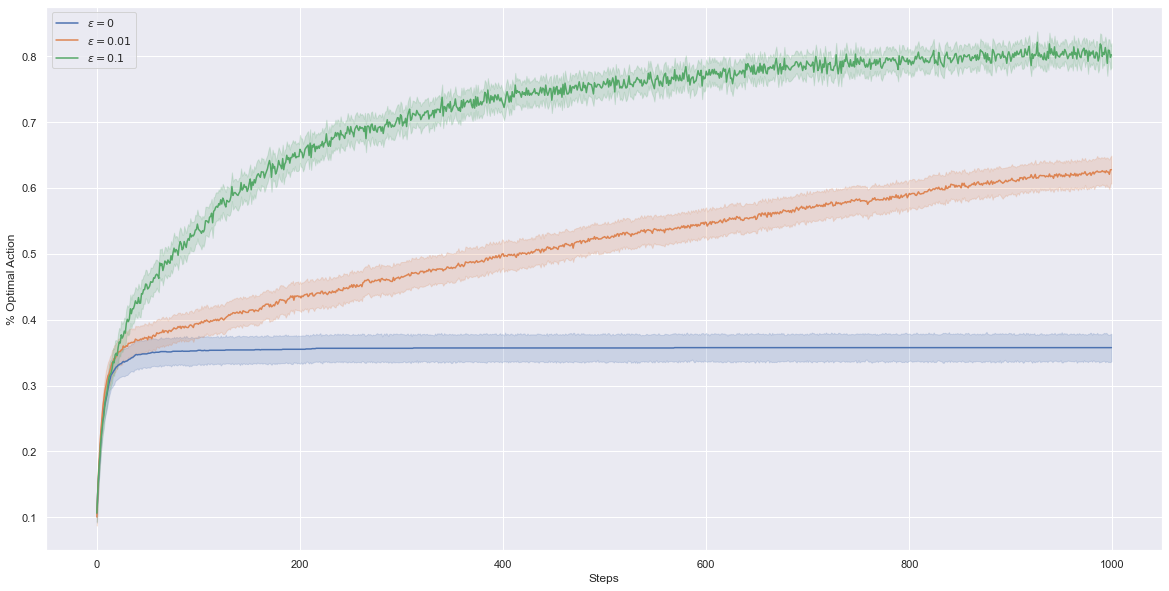 ε = 0
ε = 0.01
ε = 0.1
0.8
0.7
0.6
0.5
0.4
0.3
0.2
0.1
% Optimal Action
0 200 400 600 800 1000
Steps